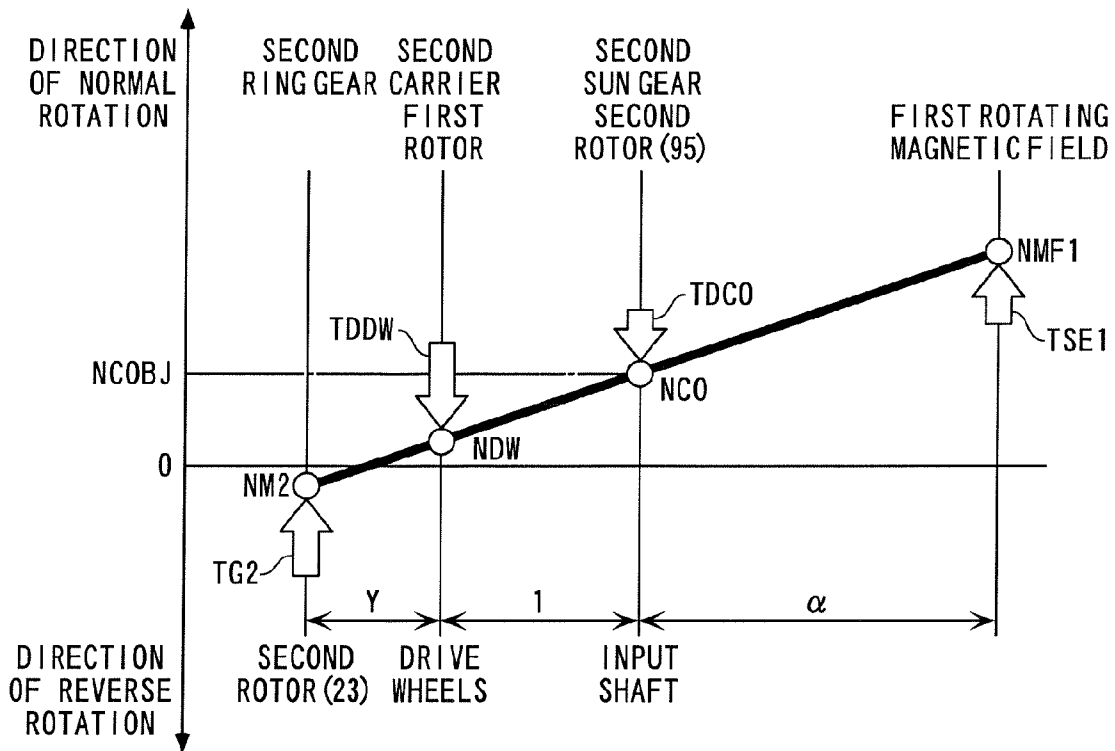 DIRECTION
OF NORMAL
ROTATION
SECOND
RING GEAR
SECOND
CARRIER
FIRST
ROTOR
SECOND
SUN GEAR
SECOND
ROTOR(95)
FIRST ROTATING
MAGNETIC FIELD
NMF1
TDC0
TDDW
TSE1
NCOBJ
NC0
NDW
0
NM2
TG2
Y
1
α
DIRECTION
OF REVERSE
ROTATION
SECOND
ROTOR(23)
DRIVE
WHEELS
INPUT
SHAFT